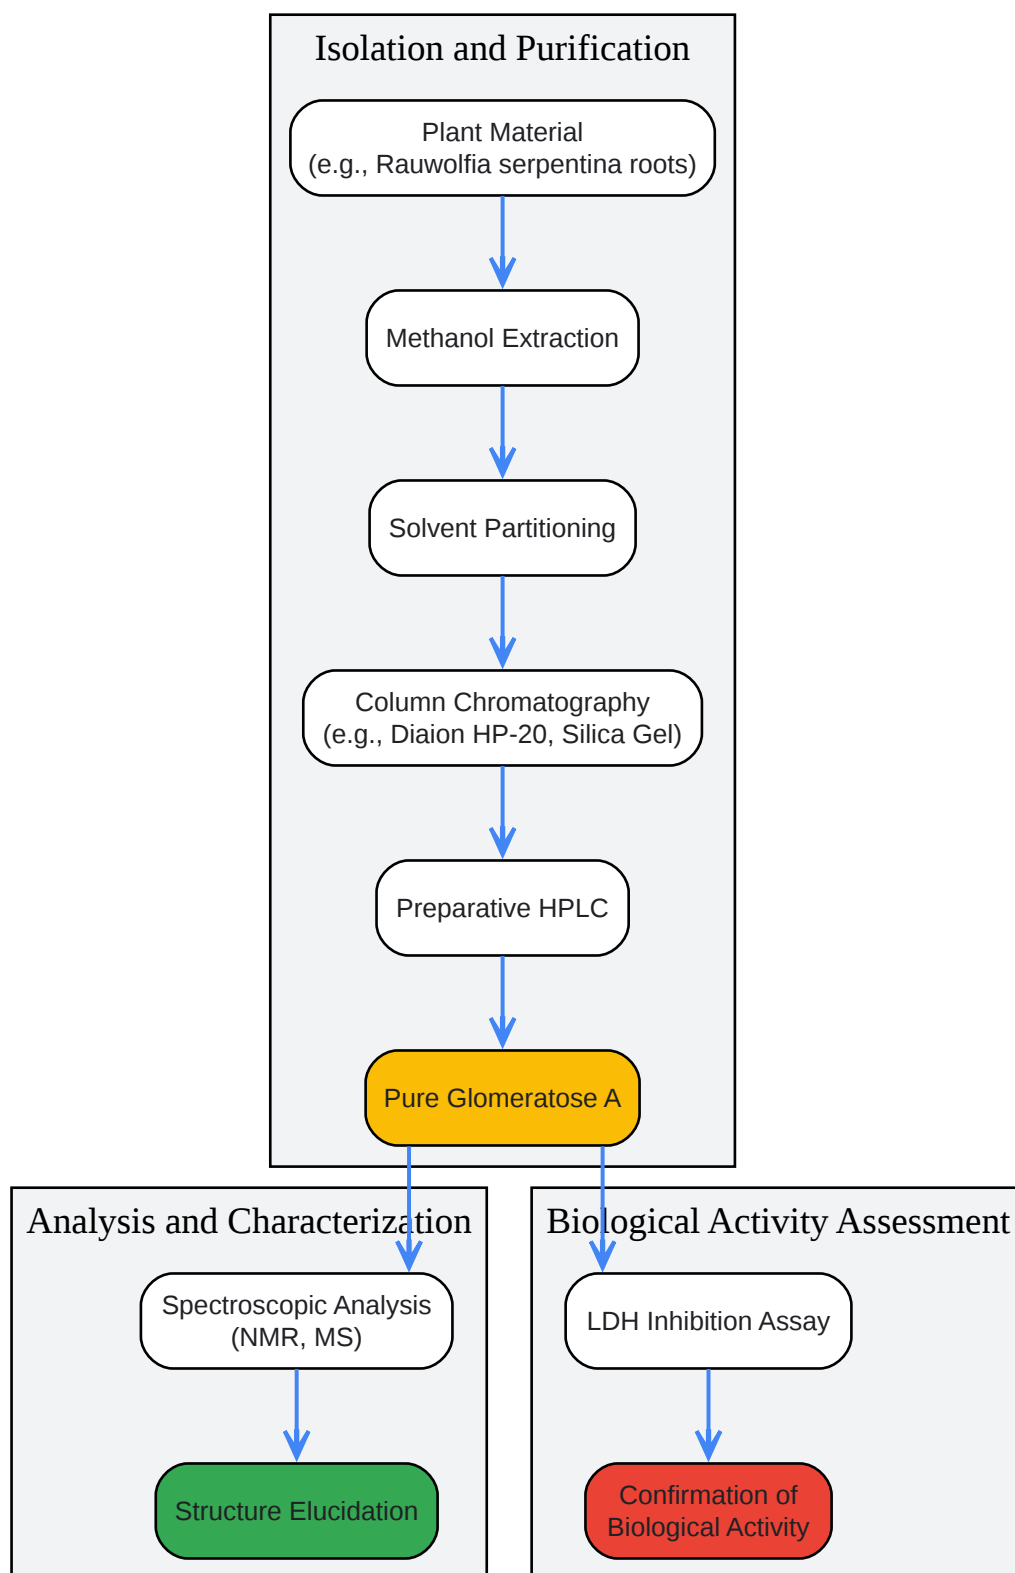 Isolation and Purification
Plant Material
(e.g., Rauwolfia serpentina roots)
Methanol Extraction
Solvent Partitioning
Column Chromatography
(e.g., Diaion HP-20, Silica Gel)
Preparative HPLC
Pure Glomeratose A
Analysis and Characterization
Spectroscopic Analysis
(NMR, MS)
Structure Elucidation
Biological Activity Assessment
LDH Inhibition Assay
Confirmation of
Biological Activity